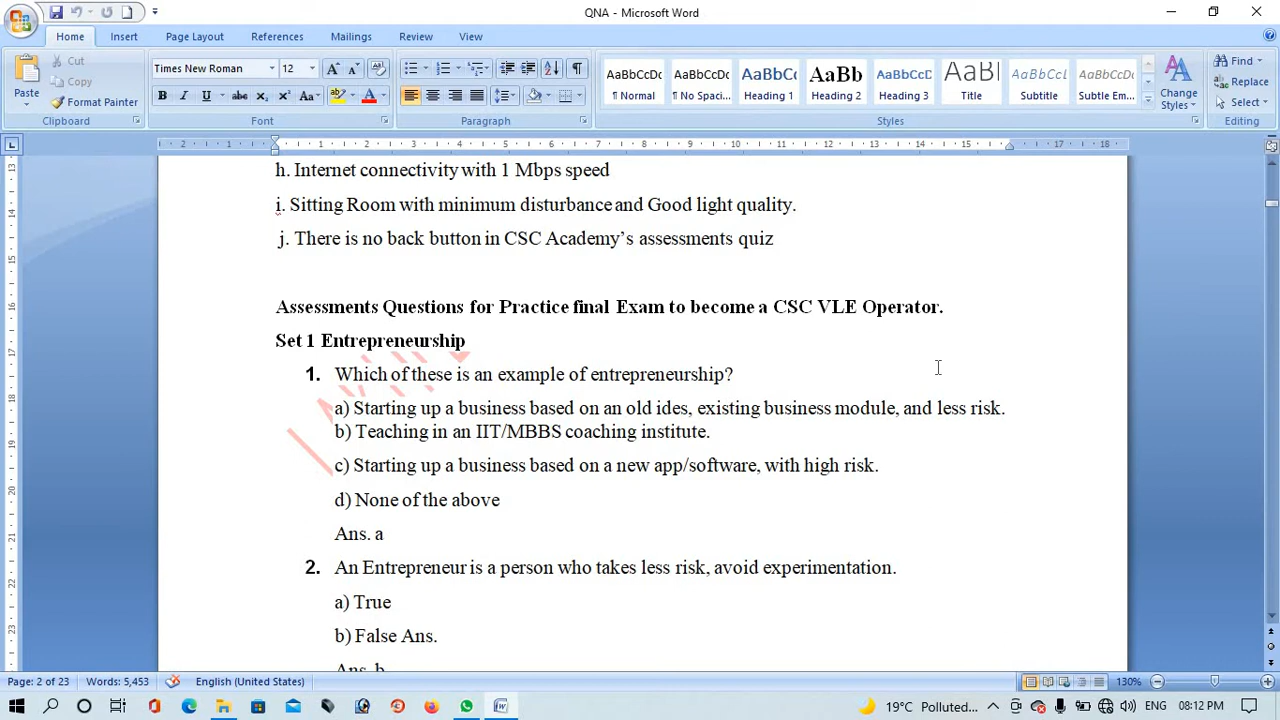 QNA - Microsoft Word
Home Insert Page Layout References Mailings Review View
Paste
Cut
Copy
Format Painter
Clipboard
Times New Roman 12
Font
Paragraph
AaBbCcDc AaBbCcDc AaBbCc AaBb AaBbCc AaBl AaBbCc AaBbCcDc
¶ Normal ¶ No Spaci... Heading 1 Heading 2 Heading 3 Title Subtitle Subtle Em...
Change Styles
Styles
Find
Replace
Select
Editing
h. Internet connectivity with 1 Mbps speed
i. Sitting Room with minimum disturbance and Good light quality.
j. There is no back button in CSC Academy’s assessments quiz
Assessments Questions for Practice final Exam to become a CSC VLE Operator.
Set 1 Entrepreneurship
1. Which of these is an example of entrepreneurship?
a) Starting up a business based on an old ides, existing business module, and less risk.
b) Teaching in an IIT/MBBS coaching institute.
c) Starting up a business based on a new app/software, with high risk.
d) None of the above
Ans. a
2. An Entrepreneur is a person who takes less risk, avoid experimentation.
a) True
b) False Ans.
Ans. b
Page: 2 of 23 Words: 5,453 English (United States) 130%
19°C Polluted... ENG 08:12 PM